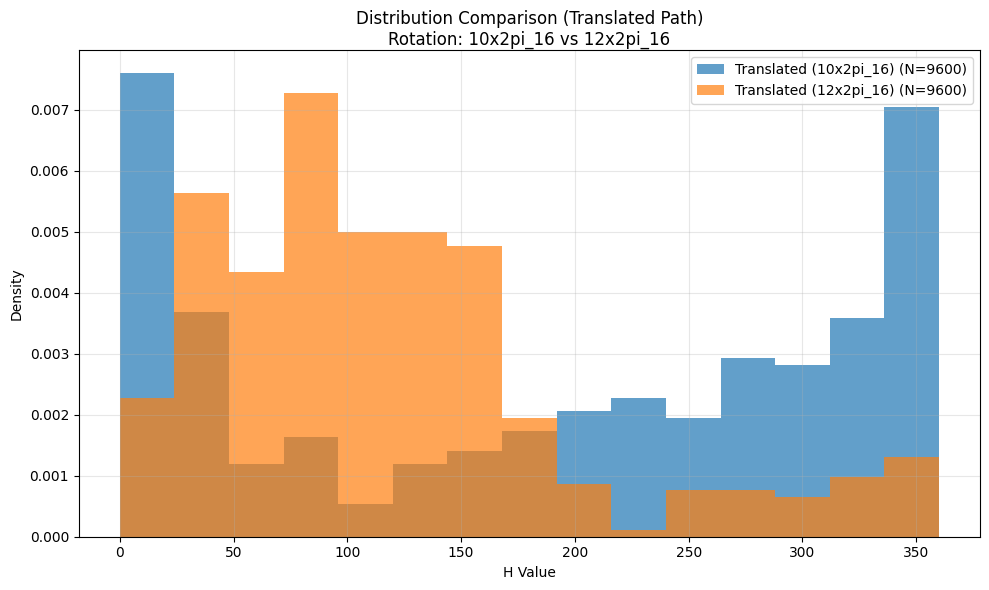 Distribution Comparison (Translated Path)
Rotation: 10x2pi_16 vs 12x2pi_16
Translated (10x2pi_16) (N=9600)
Translated (12x2pi_16) (N=9600)
Density
0.007
0.006
0.005
0.004
0.003
0.002
0.001
0.000
0 50 100 150 200 250 300 350
H Value